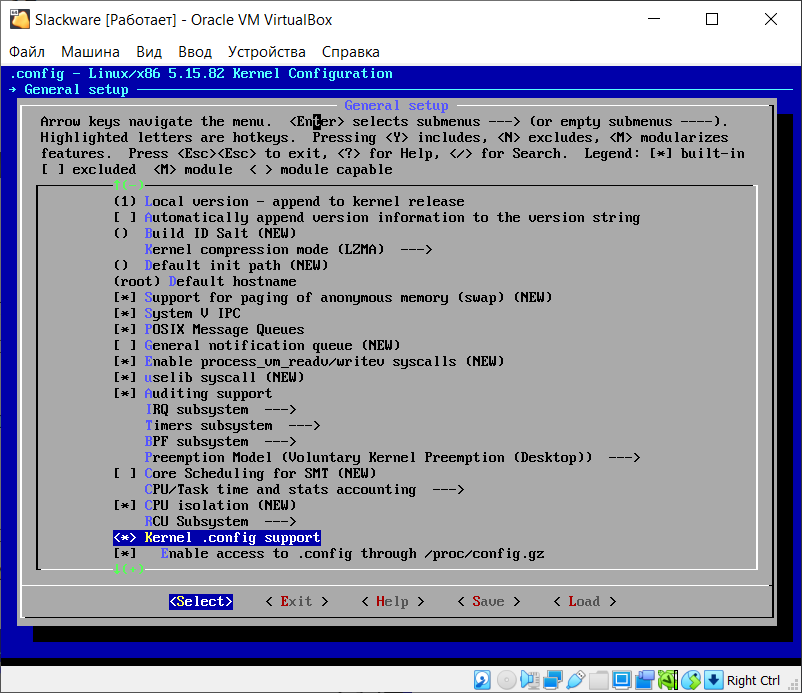 Slackware [Работает] - Oracle VM VirtualBox
Файл Машина Вид Ввод Устройства Справка
.config - Linux/x86 5.15.82 Kernel Configuration
→ General setup
General setup
Arrow keys navigate the menu. <Enter> selects submenus ---> (or empty submenus ----).
Highlighted letters are hotkeys. Pressing <Y> includes, <N> excludes, <M> modularizes
features. Press <Esc><Esc> to exit, <?> for Help, </> for Search. Legend: [*] built-in
[ ] excluded <M> module < > module capable
↑(-)
(1) Local version - append to kernel release
[ ] Automatically append version information to the version string
() Build ID Salt (NEW)
Kernel compression mode (LZMA) --->
() Default init path (NEW)
(root) Default hostname
[*] Support for paging of anonymous memory (swap) (NEW)
[*] System V IPC
[*] POSIX Message Queues
[ ] General notification queue (NEW)
[*] Enable process_vm_readv/writev syscalls (NEW)
[*] uselib syscall (NEW)
[*] Auditing support
IRQ subsystem --->
Timers subsystem --->
BPF subsystem --->
Preemption Model (Voluntary Kernel Preemption (Desktop)) --->
[ ] Core Scheduling for SMT (NEW)
CPU/Task time and stats accounting --->
[*] CPU isolation (NEW)
RCU Subsystem --->
<*> Kernel .config support
[*] Enable access to .config through /proc/config.gz
↓(+)
<Select> < Exit > < Help > < Save > < Load >
Right Ctrl